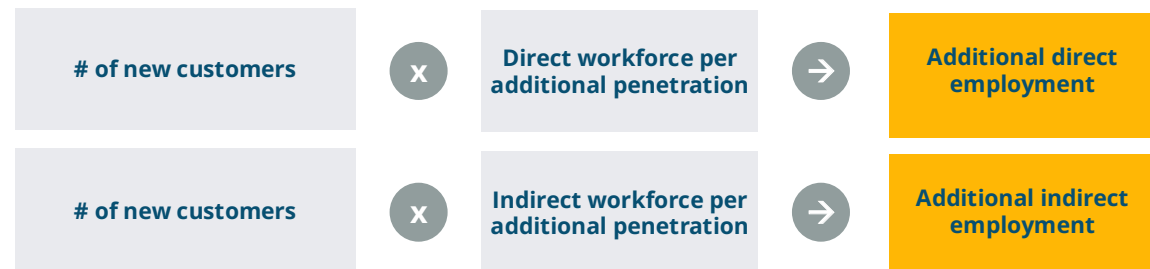 # of new customers
x
Direct workforce per
additional penetration
→
Additional direct
employment
# of new customers
x
Indirect workforce per
additional penetration
→
Additional indirect
employment